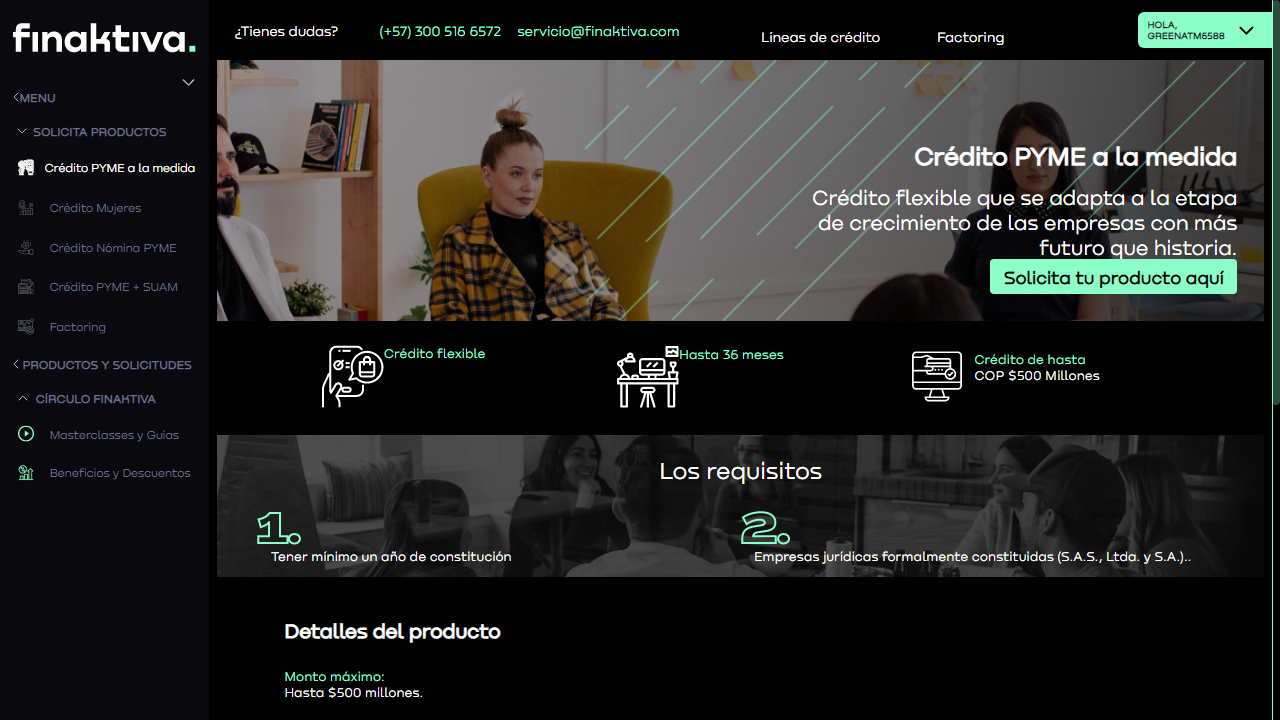 finaktiva.
MENU
SOLICITA PRODUCTOS
Crédito PYME a la medida
Crédito Mujeres
Crédito Nómina PYME
Crédito PYME + SUAM
Factoring
PRODUCTOS Y SOLICITUDES
CÍRCULO FINAKTIVA
Masterclasses y Guias
Beneficios y Descuentos
¿Tienes dudas?
(+57) 300 516 6572
servicio@finaktiva.com
Líneas de crédito
Factoring
HOLA,
GREENATM6588
Crédito PYME a la medida
Crédito flexible que se adapta a la etapa
de crecimiento de las empresas con más
futuro que historia.
Solicita tu producto aquí
Crédito flexible
Hasta 36 meses
Crédito de hasta
COP $500 Millones
Los requisitos
1.
Tener mínimo un año de constitución
2.
Empresas jurídicas formalmente constituidas (S.A.S., Ltda. y S.A.)..
Detalles del producto
Monto máximo:
Hasta $500 millones.